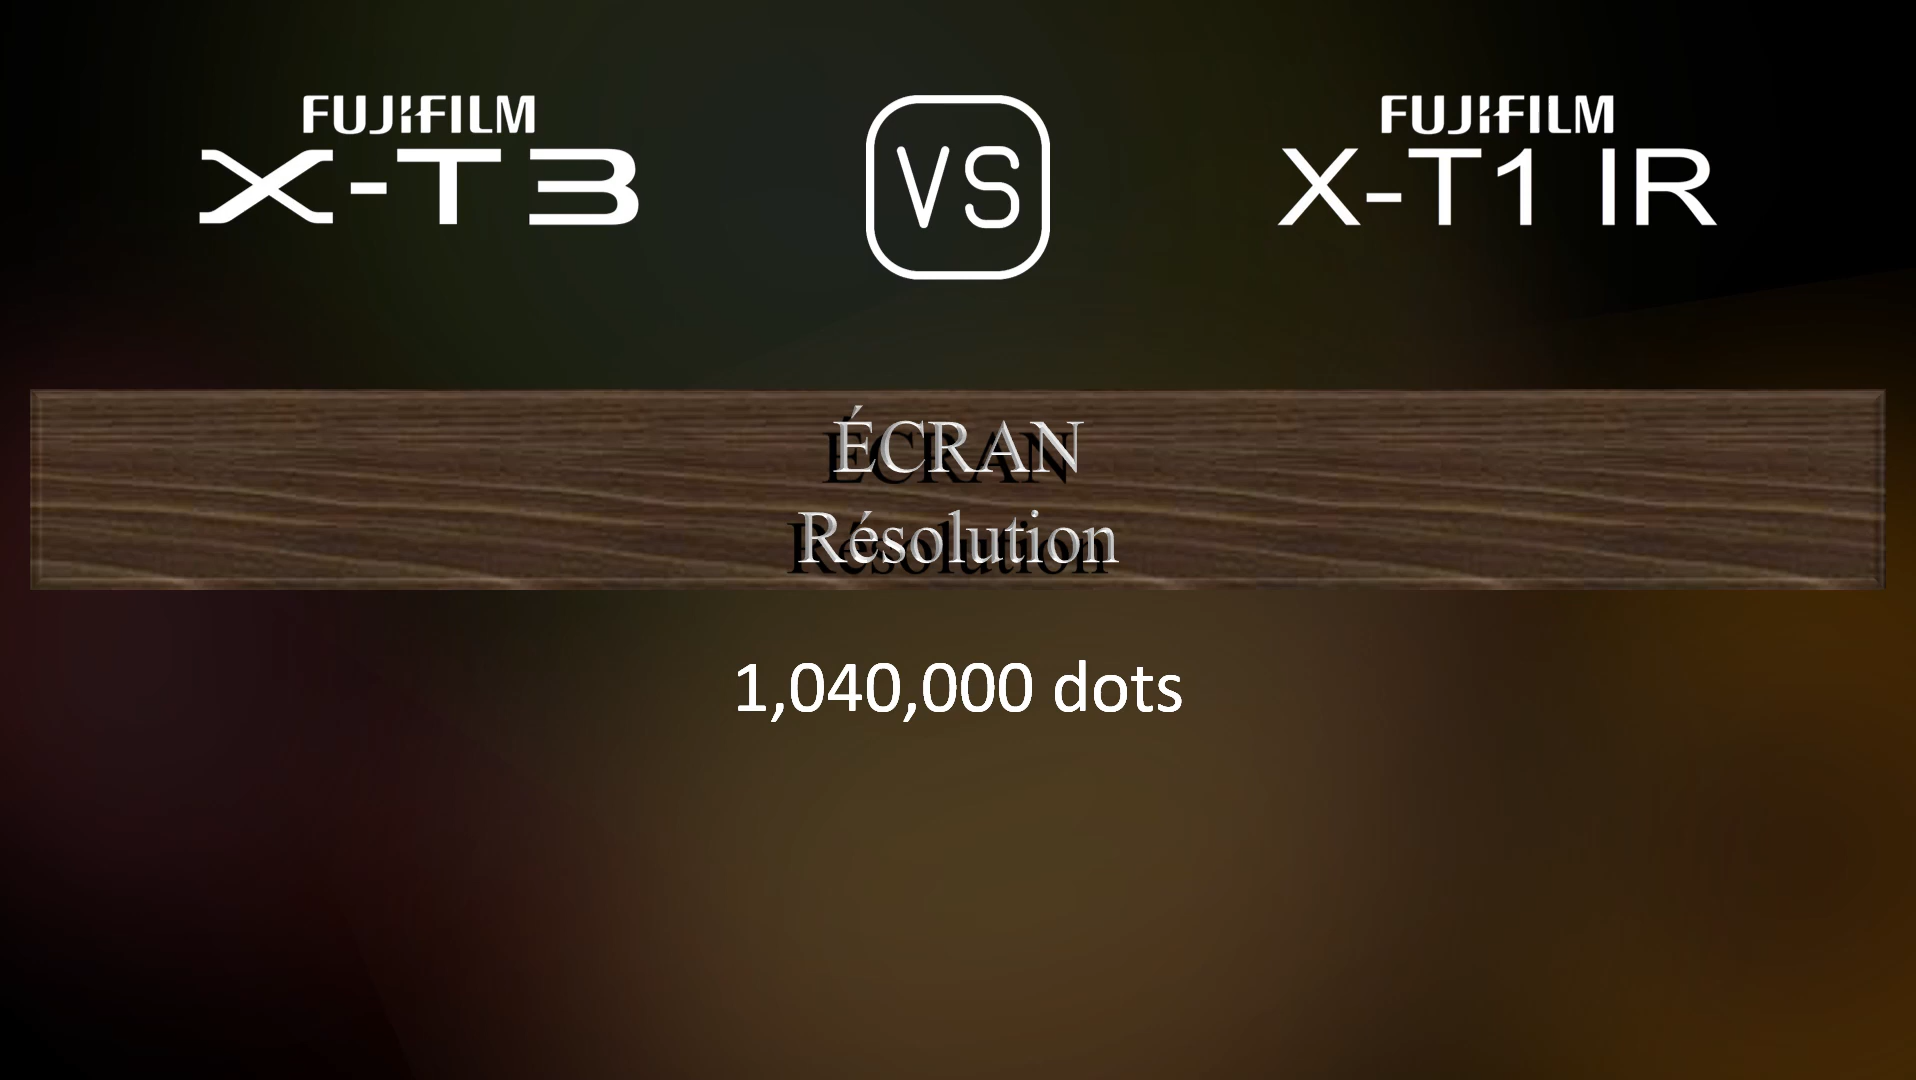 FUJIFILM
X-T3
VS
FUJIFILM
X-T1 IR
ÉCRAN
Résolution
1,040,000 dots